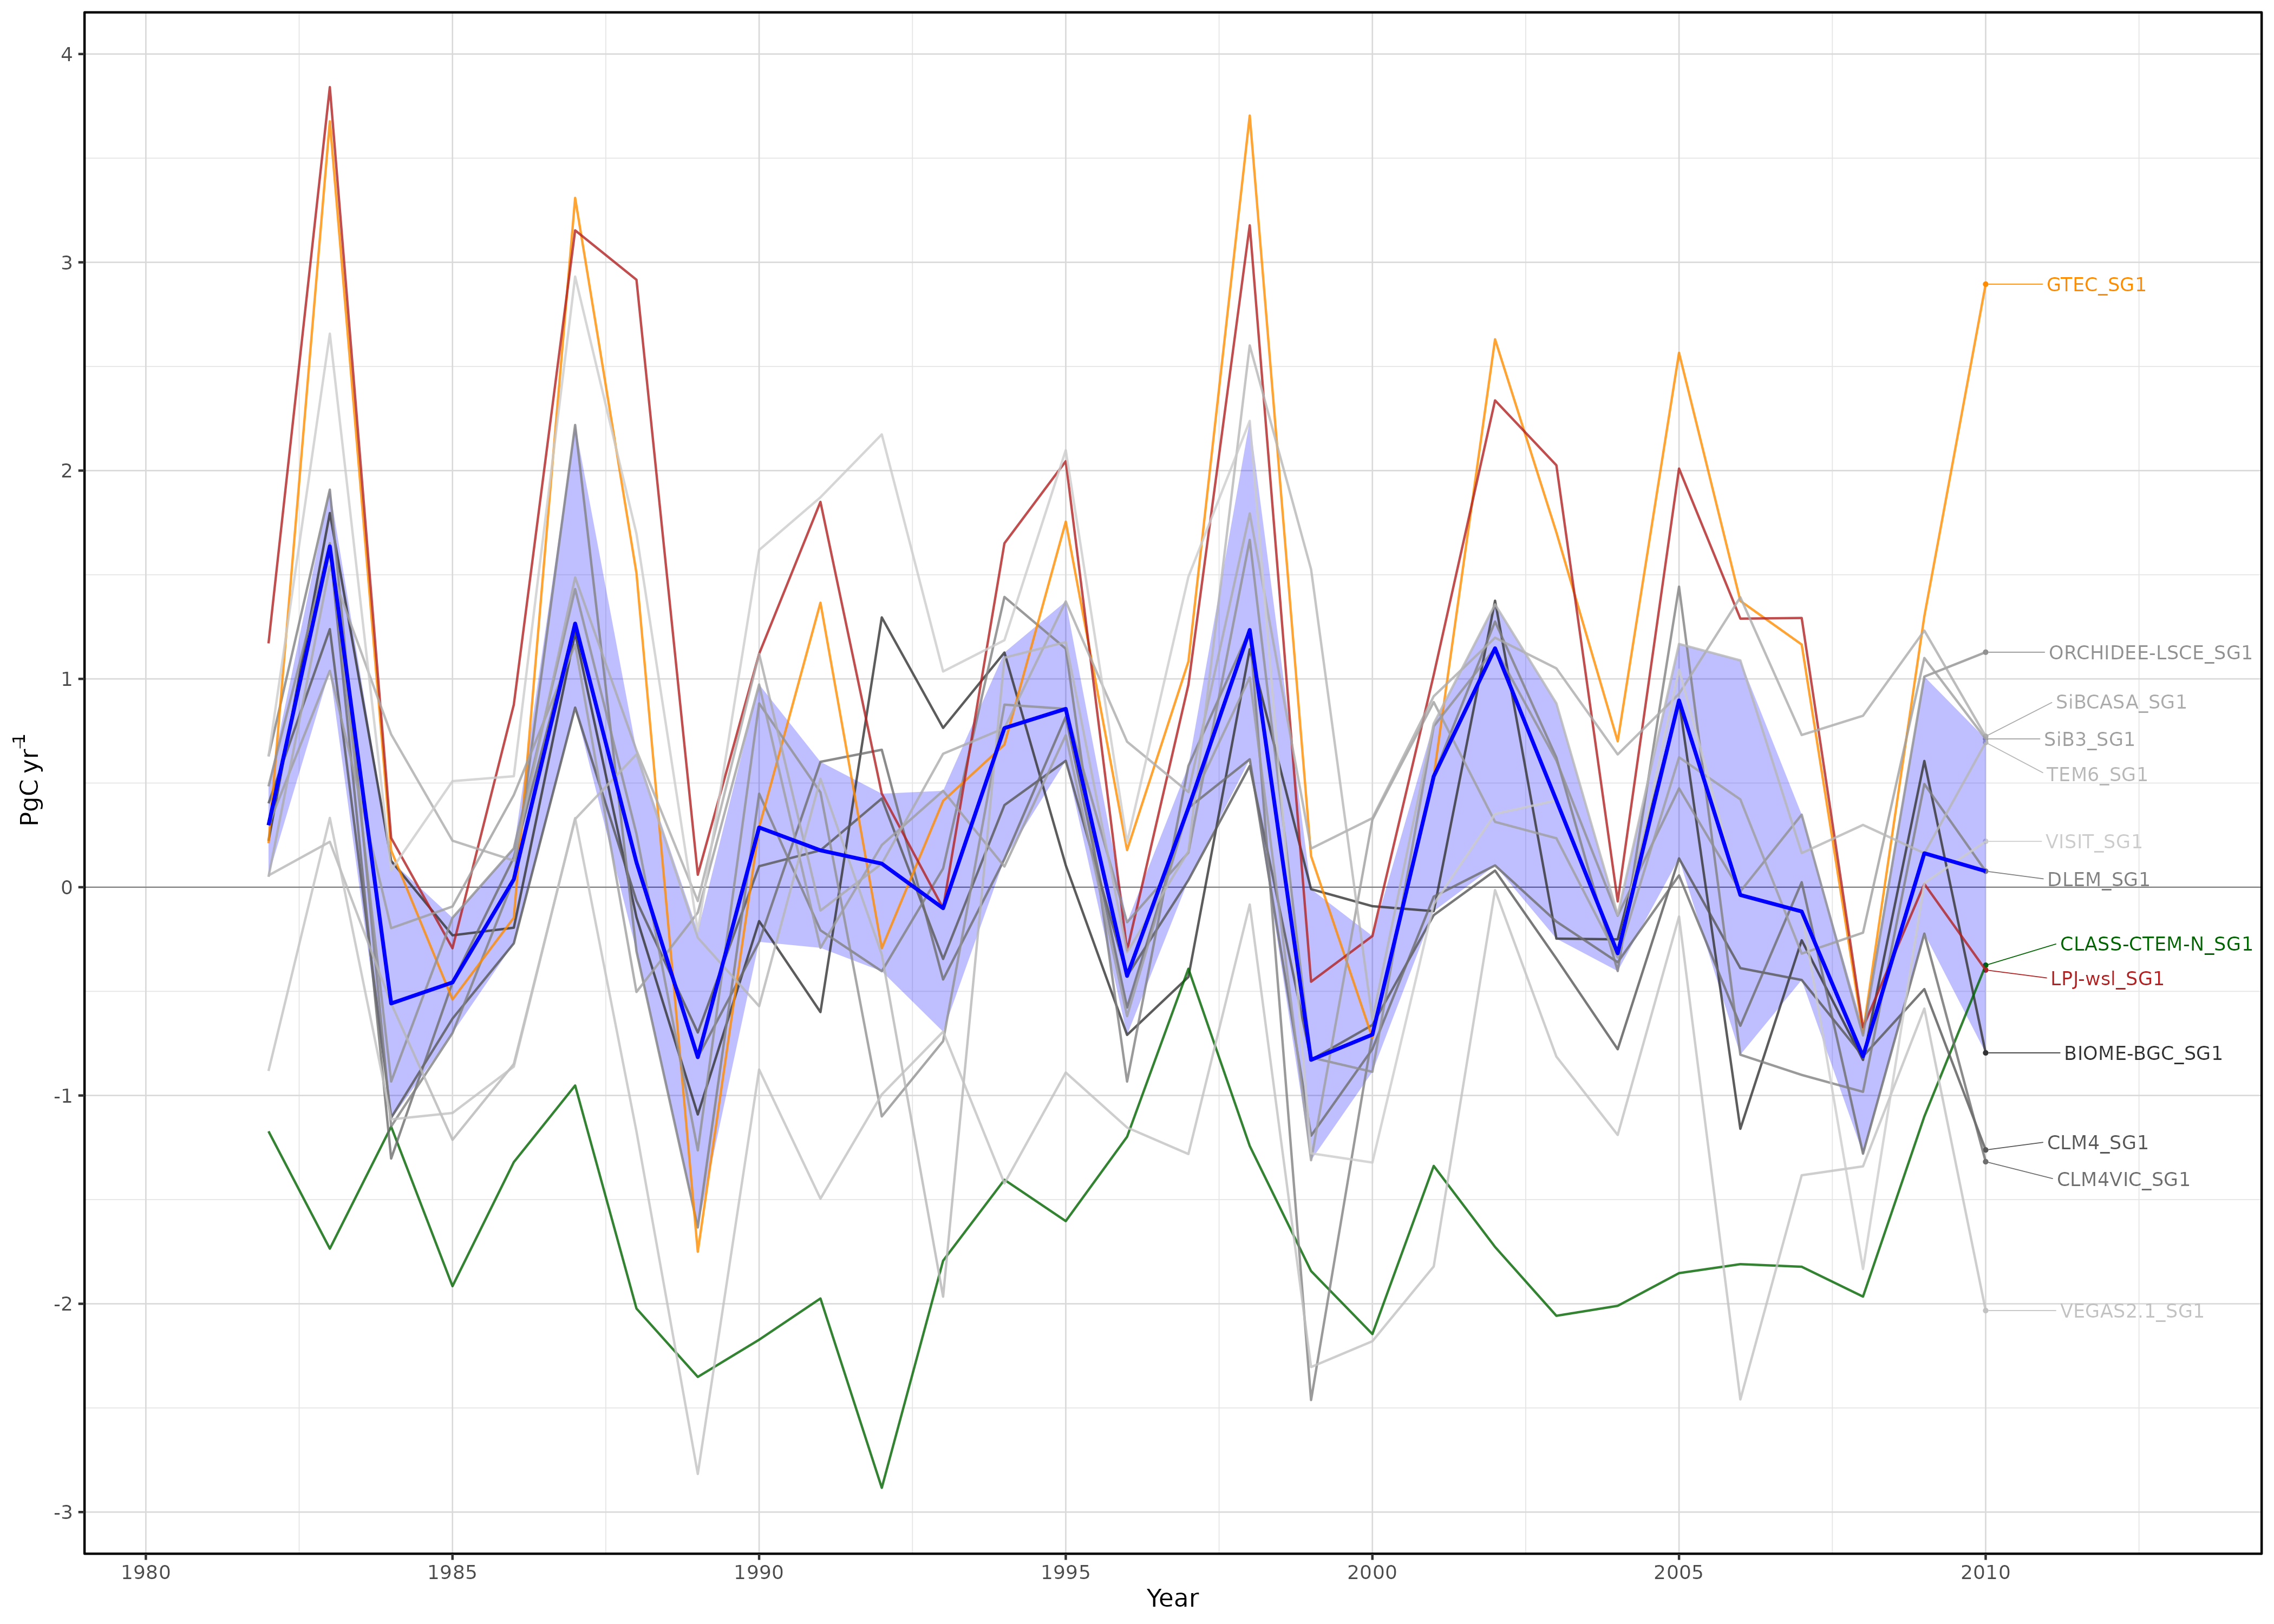 4
3
2
1
0
-1
-2
-3
PgC yr⁻¹
1980
1985
1990
1995
2000
2005
2010
Year
GTEC_SG1
ORCHIDEE-LSCE_SG1
SiBCASA_SG1
SiB3_SG1
TEM6_SG1
VISIT_SG1
DLEM_SG1
CLASS-CTEM-N_SG1
LPJ-wsl_SG1
BIOME-BGC_SG1
CLM4_SG1
CLM4VIC_SG1
VEGAS2.1_SG1